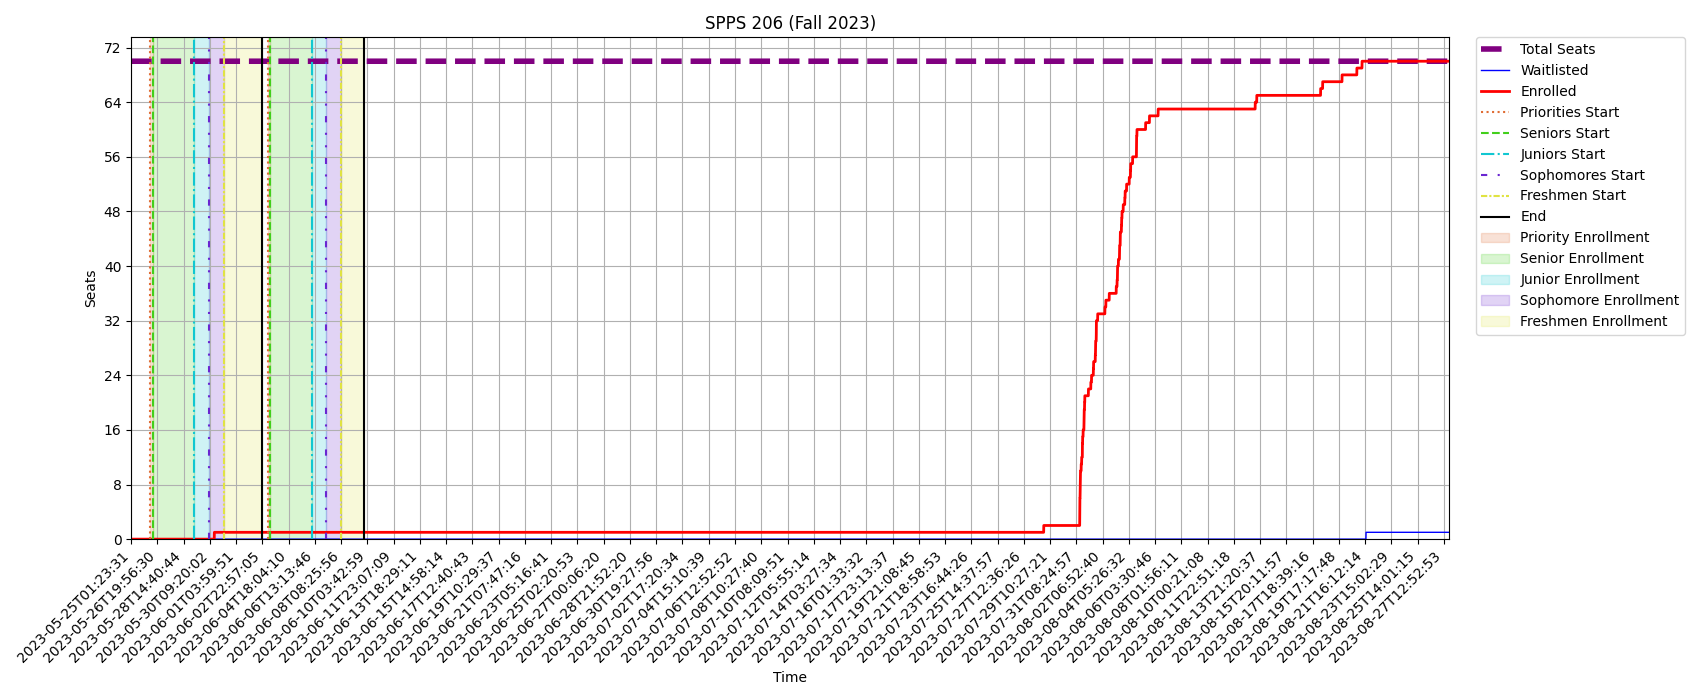 SPPS 206 (Fall 2023)
72
64
56
48
40
32
24
16
8
0
Seats
2023-05-25T01:23:31
2023-05-26T19:56:30
2023-05-28T14:40:44
2023-05-30T09:20:02
2023-06-01T03:59:51
2023-06-02T22:57:05
2023-06-04T18:04:10
2023-06-06T13:13:46
2023-06-08T08:25:56
2023-06-10T03:42:59
2023-06-11T23:07:09
2023-06-13T18:29:11
2023-06-15T14:58:14
2023-06-17T12:40:43
2023-06-19T10:29:37
2023-06-21T07:47:16
2023-06-23T05:16:41
2023-06-25T02:20:53
2023-06-27T00:06:20
2023-06-28T21:52:20
2023-06-30T19:27:56
2023-07-02T17:20:34
2023-07-04T15:10:39
2023-07-06T12:52:52
2023-07-08T10:27:40
2023-07-10T08:09:51
2023-07-12T05:55:14
2023-07-14T03:27:34
2023-07-16T01:33:32
2023-07-17T23:13:37
2023-07-19T21:08:45
2023-07-21T18:58:53
2023-07-23T16:44:26
2023-07-25T14:37:57
2023-07-27T12:36:26
2023-07-29T10:27:21
2023-07-31T08:24:57
2023-08-02T06:52:40
2023-08-04T05:26:32
2023-08-06T03:30:46
2023-08-08T01:56:11
2023-08-10T00:21:08
2023-08-11T22:51:18
2023-08-13T21:20:37
2023-08-15T20:11:57
2023-08-17T18:39:16
2023-08-19T17:17:48
2023-08-21T16:12:14
2023-08-23T15:02:29
2023-08-25T14:01:15
2023-08-27T12:52:53
Time
Total Seats
Waitlisted
Enrolled
Priorities Start
Seniors Start
Juniors Start
Sophomores Start
Freshmen Start
End
Priority Enrollment
Senior Enrollment
Junior Enrollment
Sophomore Enrollment
Freshmen Enrollment